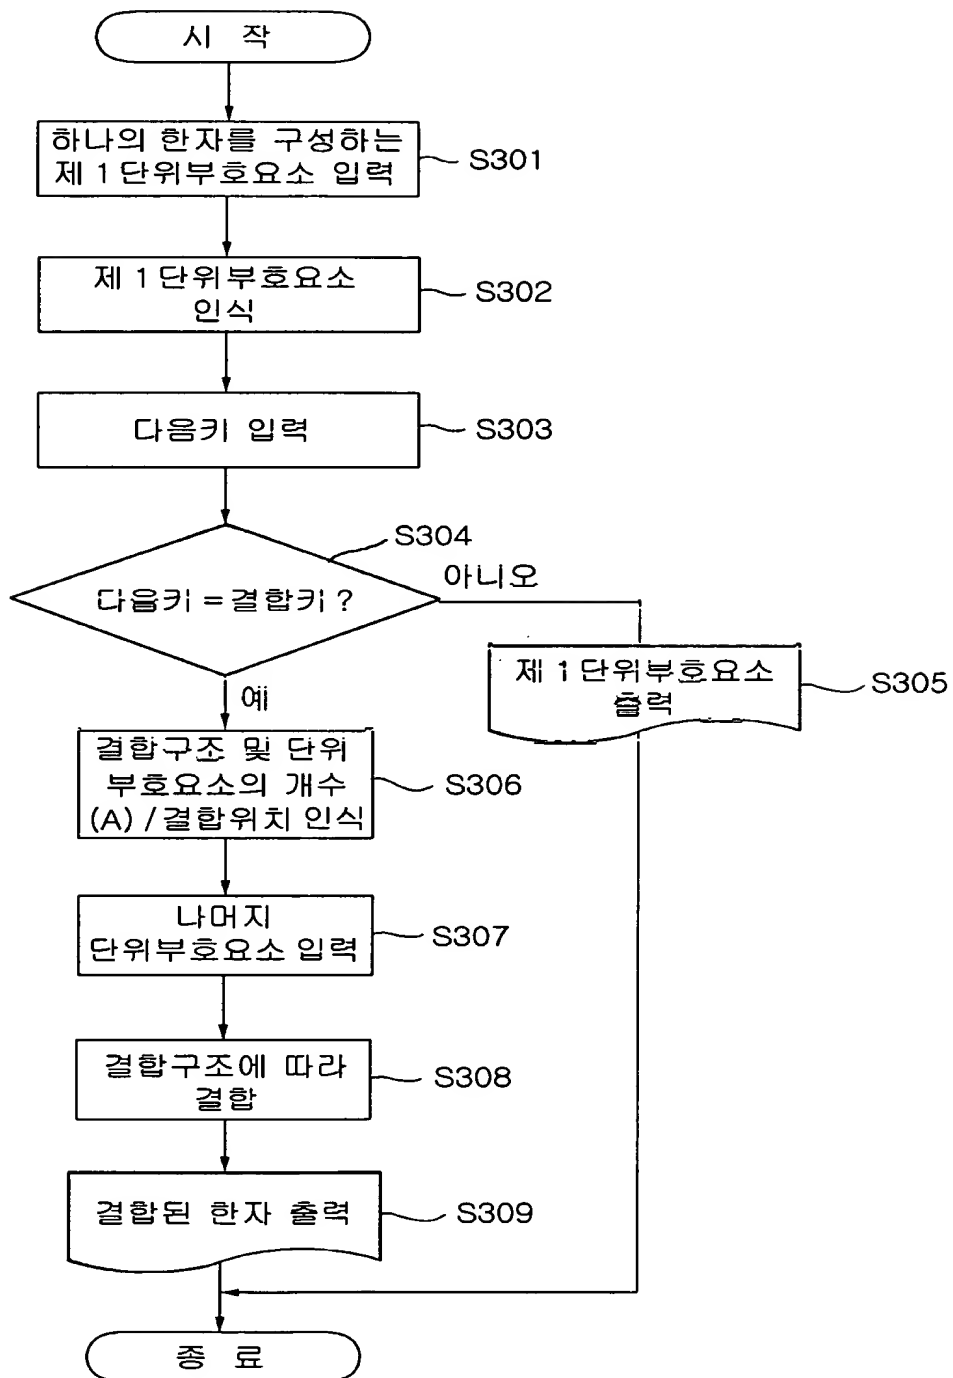 시 작
하나의 한자를 구성하는
제 1 단위부호요소 입력
S301
제 1 단위부호요소
인식
S302
다음키 입력
S303
S304
다음키 = 결합키 ?
아니오
제 1 단위부호요소
출력
S305
예
결합구조 및 단위
부호요소의 개수
(A) / 결합위치 인식
S306
나머지
단위부호요소 입력
S307
결합구조에 따라
결합
S308
결합된 한자 출력
S309
종 료